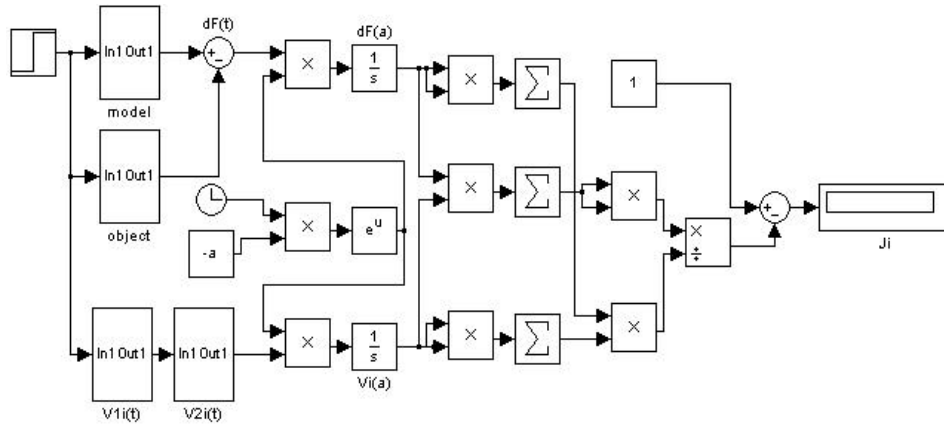 dF(t)
dF(a)
In1 Out1
+
−
×
1
s
×
∑
1
model
In1 Out1
×
∑
×
+
−
object
-a
×
e^u
×
÷
Ji
In1 Out1
In1 Out1
×
1
s
×
∑
×
V1i(t)
V2i(t)
Vi(a)